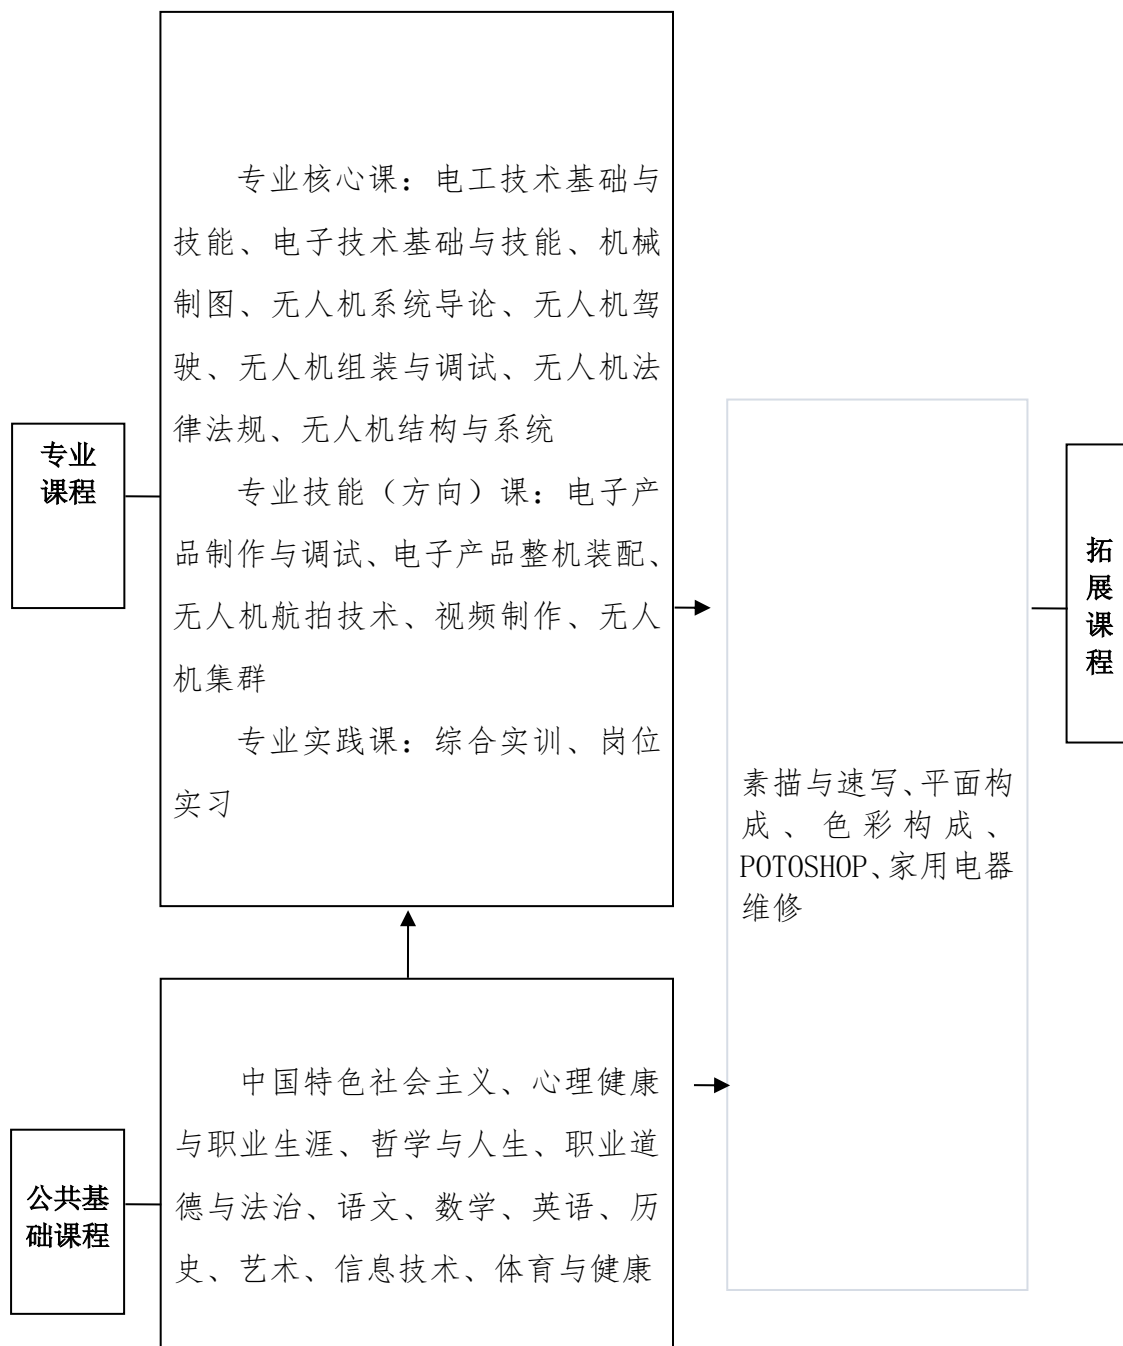 专业核心课：电工技术基础与
技能、电子技术基础与技能、机械
制图、无人机系统导论、无人机驾
驶、无人机组装与调试、无人机法
律法规、无人机结构与系统
专业技能（方向）课：电子产
品制作与调试、电子产品整机装配、
无人机航拍技术、视频制作、无人
机集群
专业实践课：综合实训、岗位
实习
专业
课程
素描与速写、平面构
成、色彩构成、
POTOSHOP、家用电器
维修
拓
展
课
程
中国特色社会主义、心理健康
与职业生涯、哲学与人生、职业道
德与法治、语文、数学、英语、历
史、艺术、信息技术、体育与健康
公共基
础课程